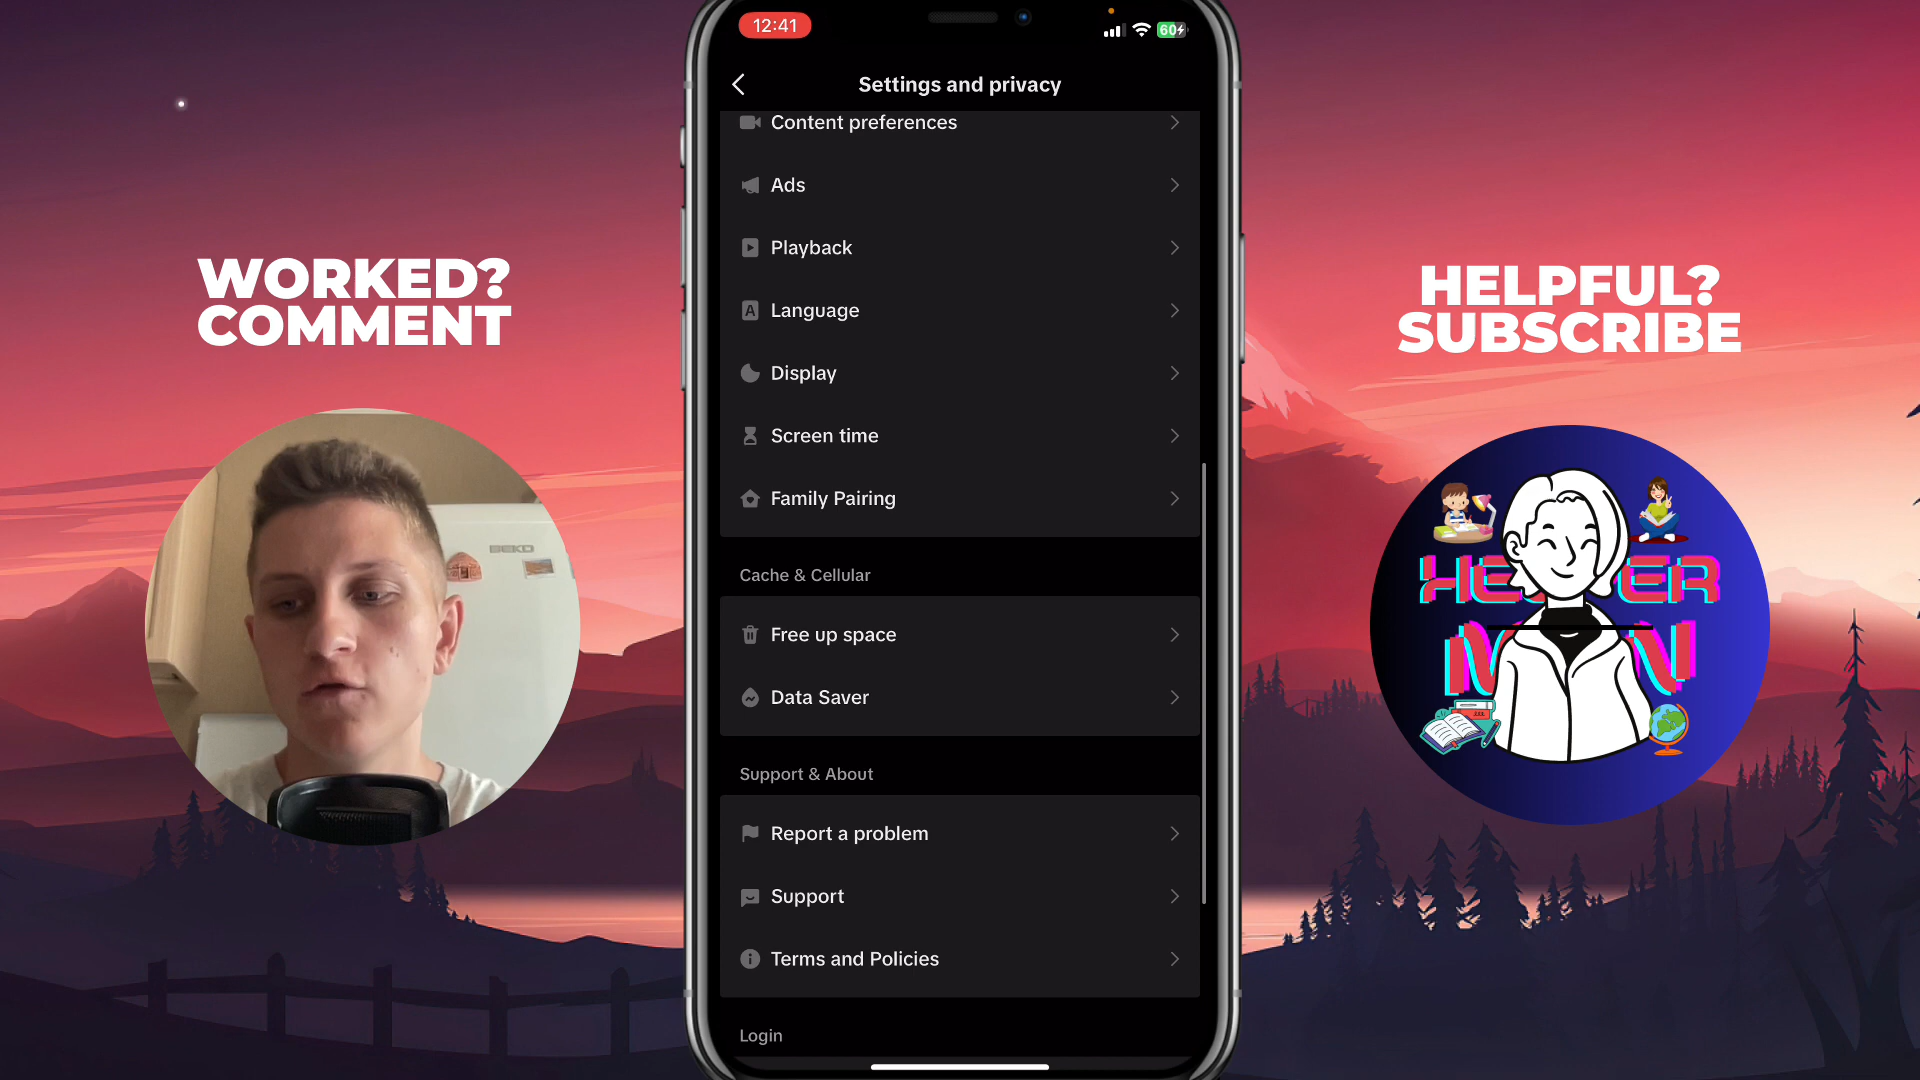 12:41
60
Settings and privacy
Content preferences
Ads
Playback
A Language
Display
Screen time
Family Pairing
Cache & Cellular
Free up space
Data Saver
Support & About
Report a problem
Support
Terms and Policies
Login
WORKED?
COMMENT
BEKO
HELPFUL?
SUBSCRIBE